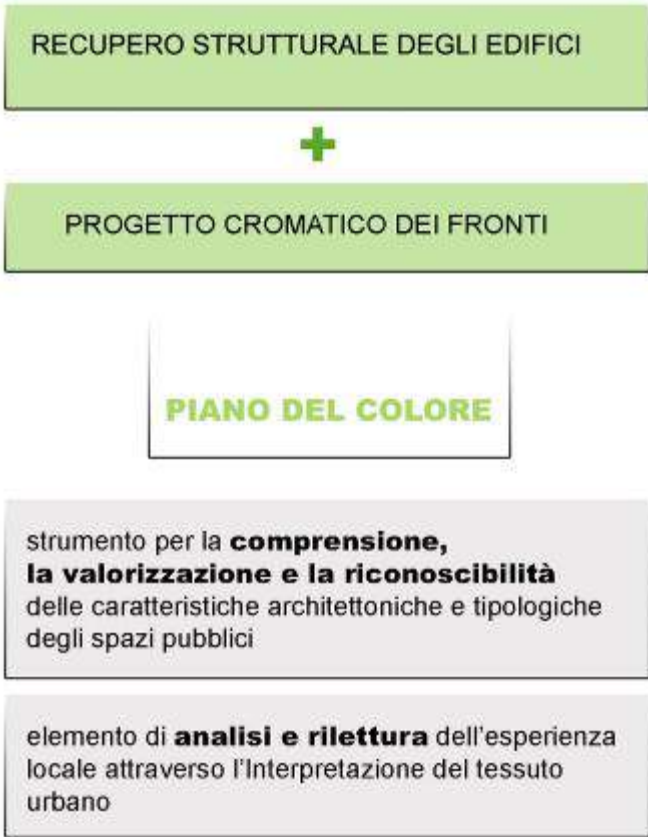 RECUPERO STRUTTURALE DEGLI EDIFICI
+
PROGETTO CROMATICO DEI FRONTI
PIANO DEL COLORE
strumento per la comprensione,
la valorizzazione e la riconoscibilità
delle caratteristiche architettoniche e tipologiche
degli spazi pubblici
elemento di analisi e rilettura dell'esperienza
locale attraverso l'Interpretazione del tessuto
urbano